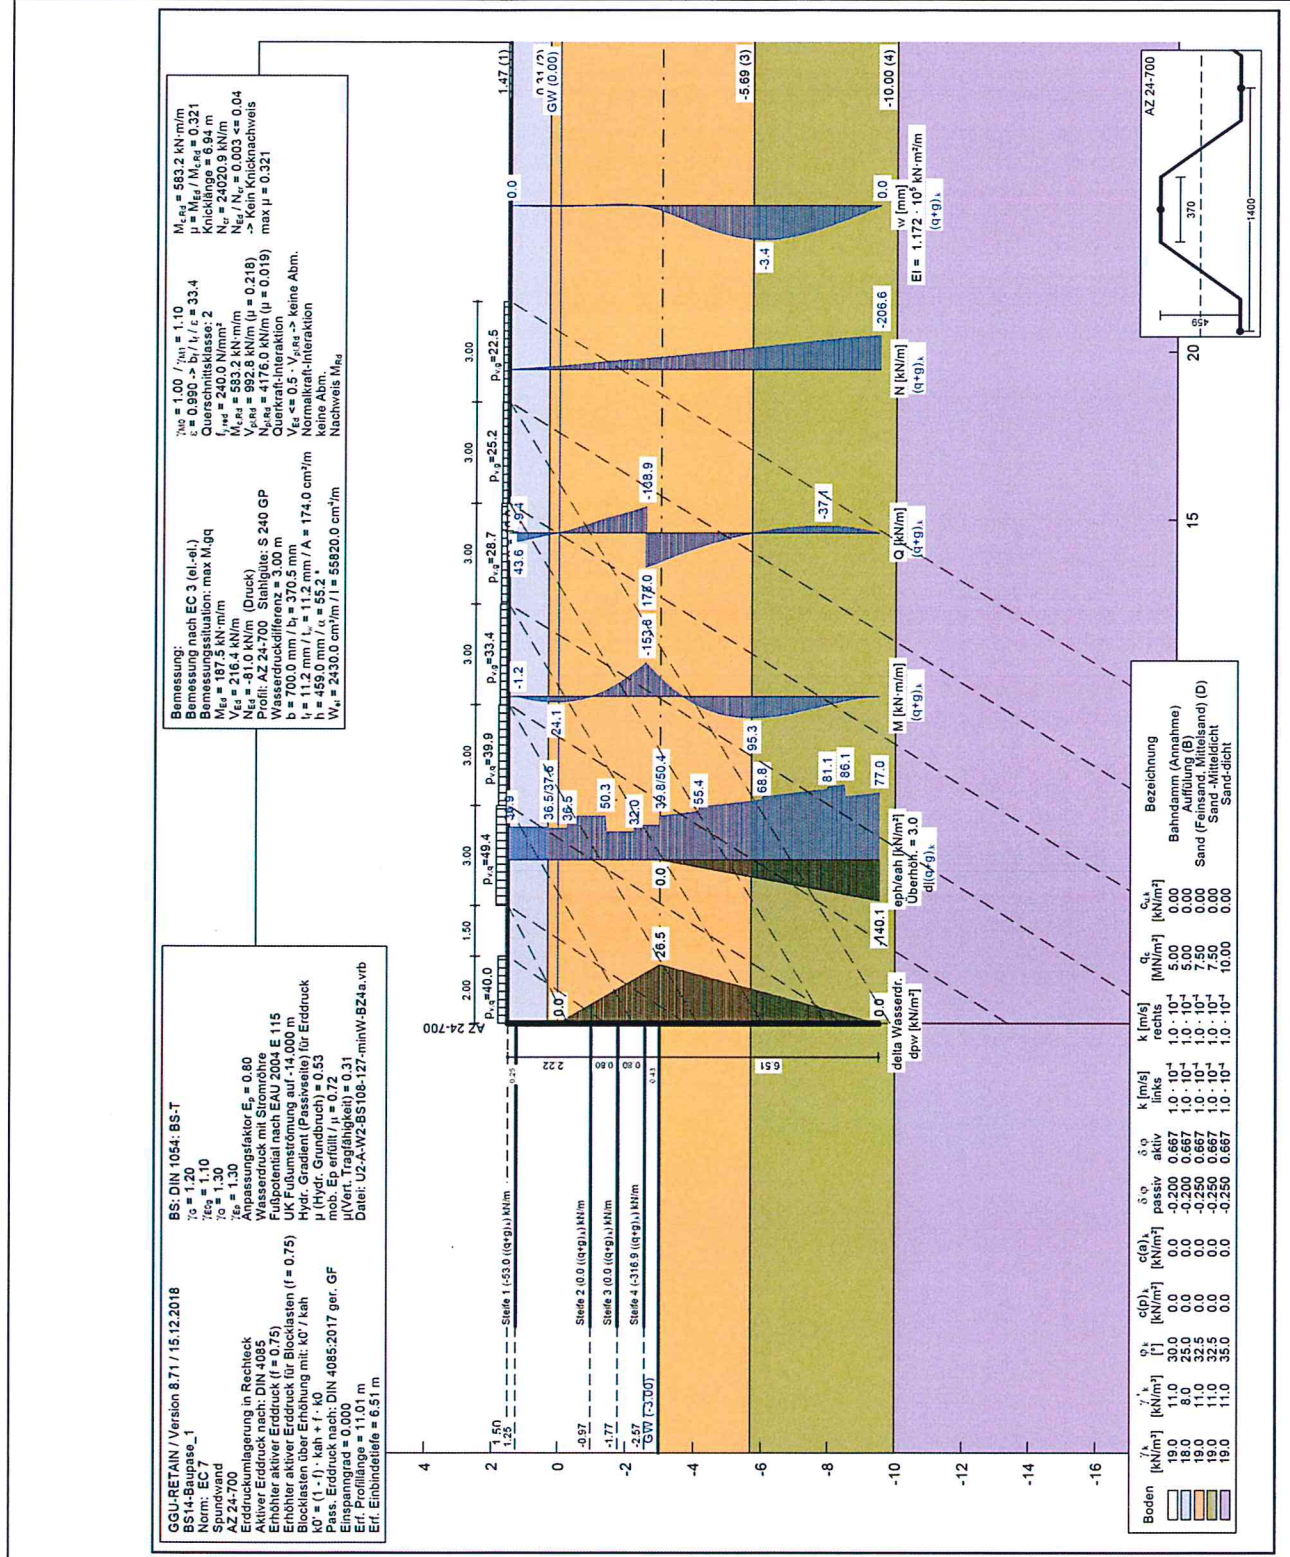 GGU-RETAIN / Version 8.71 / 15.12.2018
BS14-Baupase_1
Norm: EC 7
Spundwand
AZ 24-700
Erddruckumlagerung in Rechteck
Aktiver Erddruck nach: DIN 4085
Erhöhter aktiver Erddruck (f = 0.75)
Erhöhter aktiver Erddruck für Blocklasten (f = 0.75)
Blocklasten über Erhöhung mit: k0' / kah
k0' = (1 - f) · kah + f · k0
Pass. Erddruck nach: DIN 4085:2017 ger. GF
Einspanngrad = 0.000
Erf. Profillänge = 11.01 m
Erf. Einbindetiefe = 6.51 m
BS: DIN 1054: BS-T
γG = 1.20
γE0g = 1.10
γQ = 1.30
γEp = 1.30
Anpassungsfaktor Ep = 0.80
Wasserdruck mit Stromröhre
Fußpotential nach EAU 2004 E 115
UK Fußumströmung auf -14.000 m
Hydr. Gradient (Passivseite) für Erddruck
μ (Hydr. Grundbruch) = 0.53
mob. Ep erfüllt / μ = 0.72
μ(Vert. Tragfähigkeit) = 0.31
Datei: U2-A-W2-BS108-127-minW-BZ4a.vrb
Bemessung:
Bemessung nach EC 3 (el.-el.)
Bemessungssituation: max M,gq
MEd = 187.5 kN·m/m
VEd = 216.4 kN/m
NEd = -81.0 kN/m (Druck)
Profil: AZ 24-700 Stahlgüte: S 240 GP
Wasserdruckdifferenz = 3.00 m
b = 700.0 mm / bf = 370.5 mm
tf = 11.2 mm / tw = 11.2 mm / A = 174.0 cm²/m
h = 459.0 mm / α = 55.2 °
Wel = 2430.0 cm³/m / I = 55820.0 cm⁴/m
γM0 = 1.00 / γM1 = 1.10
ε = 0.990 -> bf / tf / ε = 33.4
Querschnittsklasse: 2
fy,red = 240.0 N/mm²
Mc,Rd = 583.2 kN·m/m
Vpl,Rd = 992.8 kN/m (μ = 0.218)
Npl,Rd = 4176.0 kN/m (μ = 0.019)
Querkraft-Interaktion
VEd <= 0.5 · Vpl,Rd -> keine Abm.
Normalkraft-Interaktion
keine Abm.
Nachweis MRd
Mc,Rd = 583.2 kN·m/m
μ = MEd / Mc,Rd = 0.321
Knicklänge = 6.94 m
Ncr = 24020.9 kN/m
NEd / Ncr = 0.003 <= 0.04
-> Kein Knicknachweis
max μ = 0.321
AZ 24-700
2.00
1.50
3.00
3.00
3.00
3.00
3.00
3.00
pv,q=40.0
pv,q=49.4
pv,q=39.9
pv,g=33.4
pv,g=28.7
pv,g=25.2
pv,g=22.5
1.47 (1)
0.31 (2)
GW (0.00)
-5.69 (3)
-10.00 (4)
1.50
1.25
-0.97
-1.77
-2.57
GW (-3.00)
Steife 1 (-53.0 ((q+g)k) kN/m
Steife 2 (0.0 ((q+g)k) kN/m
Steife 3 (0.0 ((q+g)k) kN/m
Steife 4 (-316.9 ((q+g)k) kN/m
0.25
2.22
0.80
0.80
0.43
6.51
0.0
26.5
0.0
delta Wasserdr.
dpw [kN/m²]
36.9
36.5/37.6
36.5
50.3
32.0
39.8/50.4
55.4
68.8
81.1
86.1
77.0
0.0
-140.1
eph/eah [kN/m²]
Überhöh. = 3.0
-1.2
24.1
-153.6
95.3
M [kN·m/m]
(q+g)k
43.6
-9.4
-138.9
178.0
-37.1
Q [kN/m]
(q+g)k
-206.6
N [kN/m]
(q+g)k
0.0
-3.4
0.0
w [mm]
(q+g)k
EI = 1.172 · 10⁵ kN·m²/m
4
2
0
-2
-4
-6
-8
-10
-12
-14
-16
15
20
AZ 24-700
459
370
1400
Boden γk [kN/m³] γ'k [kN/m³] φk [°] c(p)k [kN/m²] c(a)k [kN/m²] δ/φ passiv δ/φ aktiv k [m/s] links k [m/s] rechts qc [MN/m²] cu,k [kN/m²] Bezeichnung
19.0 11.0 30.0 0.0 0.0 -0.200 0.667 1.0 · 10⁻⁴ 1.0 · 10⁻⁴ 5.00 0.00 Bahndamm (Annahme)
18.0 8.0 25.0 0.0 0.0 -0.200 0.667 1.0 · 10⁻⁴ 1.0 · 10⁻⁴ 5.00 0.00 Auffüllung (B)
19.0 11.0 32.5 0.0 0.0 -0.250 0.667 1.0 · 10⁻⁴ 1.0 · 10⁻⁴ 7.50 0.00 Sand (Feinsand, Mittelsand) (D)
19.0 11.0 32.5 0.0 0.0 -0.250 0.667 1.0 · 10⁻⁴ 1.0 · 10⁻⁴ 7.50 0.00 Sand -Mitteldicht
19.0 11.0 35.0 0.0 0.0 -0.250 0.667 1.0 · 10⁻⁴ 1.0 · 10⁻⁴ 10.00 0.00 Sand-dicht